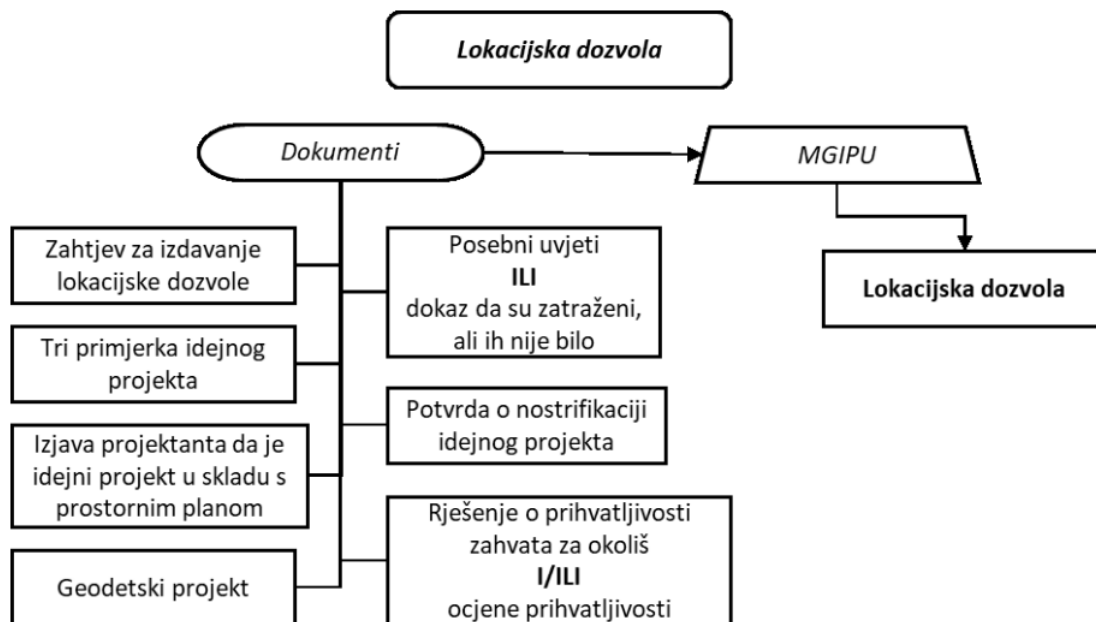 Lokacijska dozvola
Dokumenti
MGIPU
Zahtjev za izdavanje
lokacijske dozvole
Tri primjerka idejnog
projekta
Izjava projektanta da je
idejni projekt u skladu s
prostornim planom
Geodetski projekt
Posebni uvjeti
ILI
dokaz da su zatraženi,
ali ih nije bilo
Potvrda o nostrifikaciji
idejnog projekta
Rješenje o prihvatljivosti
zahvata za okoliš
I/ILI
ocjene prihvatljivosti
Lokacijska dozvola